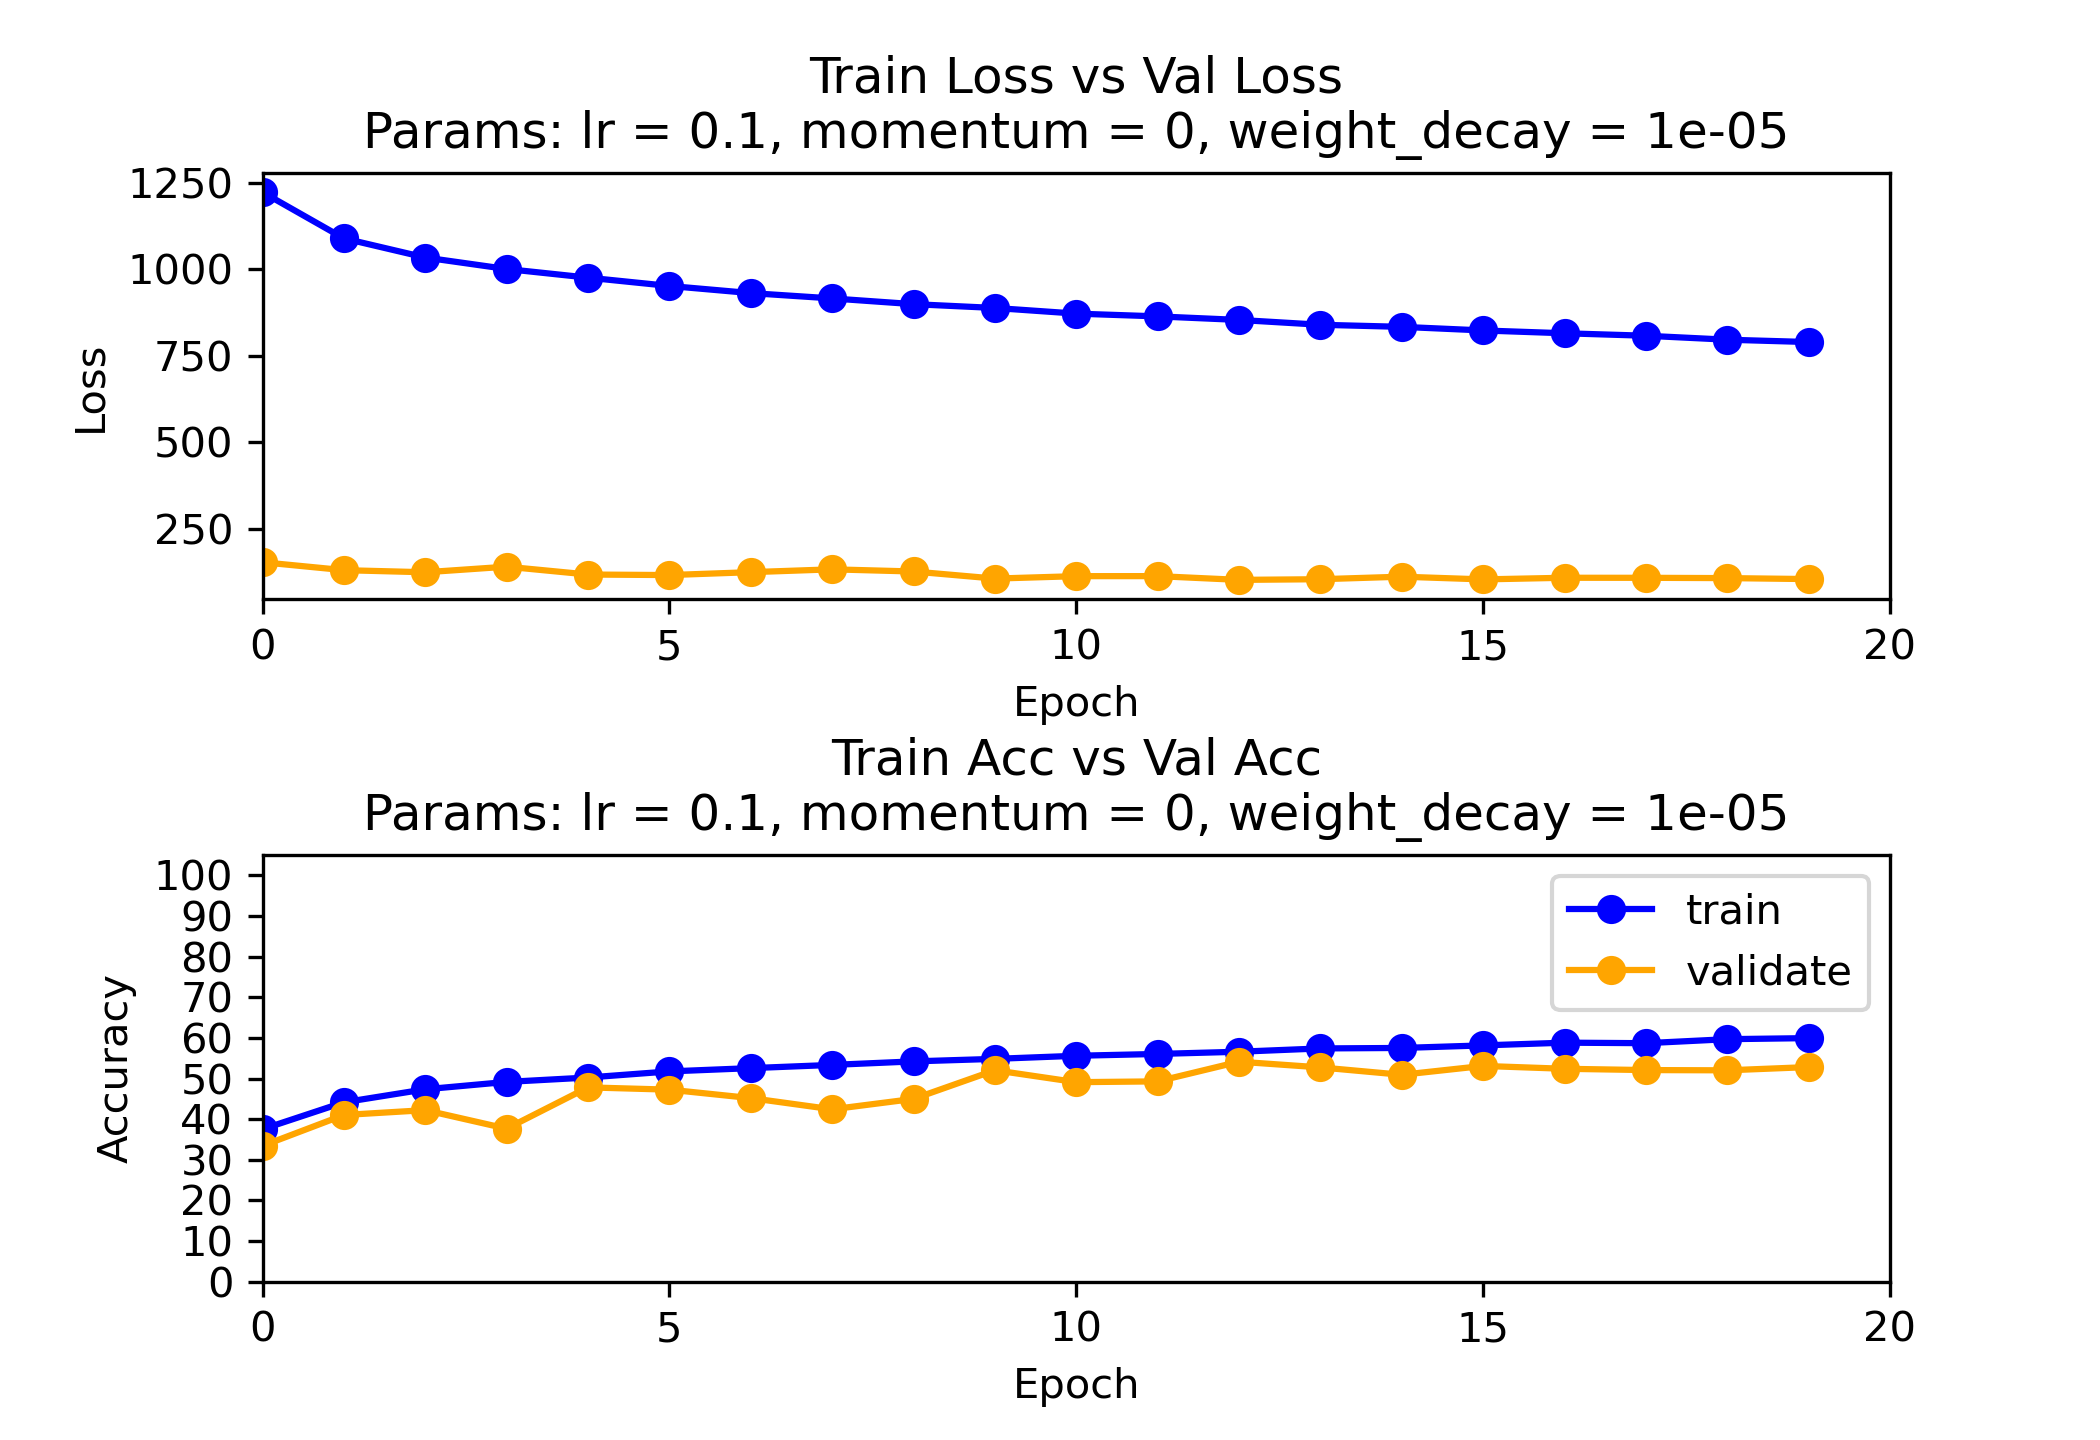 Train Loss vs Val Loss
Params: lr = 0.1, momentum = 0, weight_decay = 1e-05
1250
1000
750
500
250
Loss
0 5 10 15 20
Epoch
Train Acc vs Val Acc
Params: lr = 0.1, momentum = 0, weight_decay = 1e-05
100
90
80
70
60
50
40
30
20
10
0
Accuracy
train
validate
0 5 10 15 20
Epoch